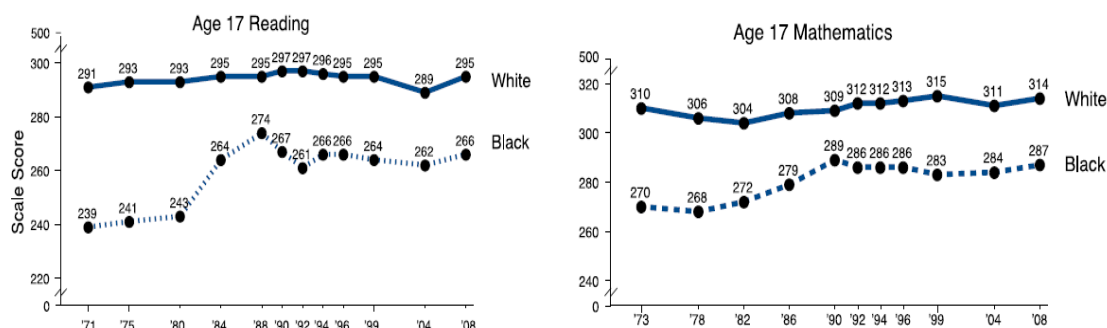 Age 17 Reading
500
300
280
260
240
220
0
Scale Score
291 293 293 295 295 297 297 296 295 295 289 295
White
239 241 243 264 274 267 261 266 266 264 262 266
Black
'71 '75 '80 '84 '88 '90 '92 '94 '96 '99 '04 '08
Age 17 Mathematics
500
320
300
280
260
240
0
310 306 304 308 309 312 312 313 315 311 314
White
270 268 272 279 289 286 286 286 283 284 287
Black
'73 '78 '82 '86 '90 '92 '94 '96 '99 '04 '08